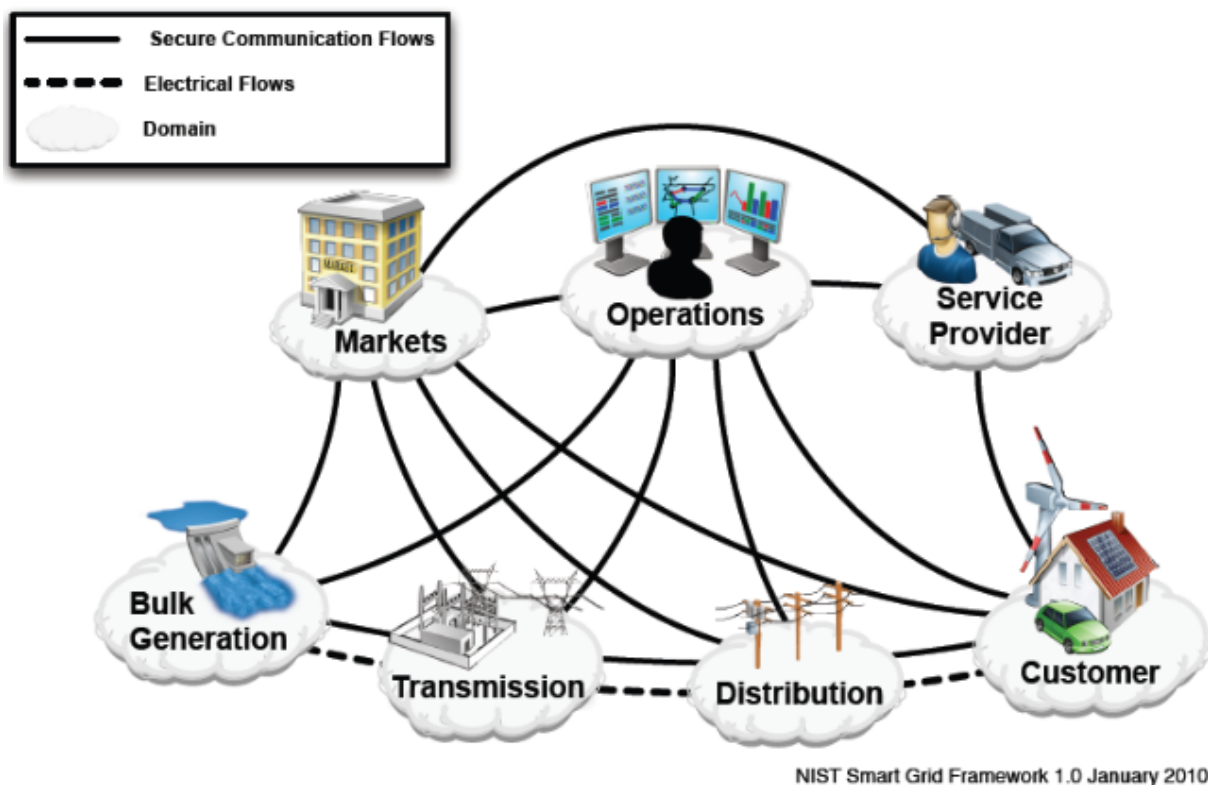 Secure Communication Flows
Electrical Flows
Domain
MARKET
Markets
Operations
Service
Provider
Bulk
Generation
Transmission
Distribution
Customer
NIST Smart Grid Framework 1.0 January 2010